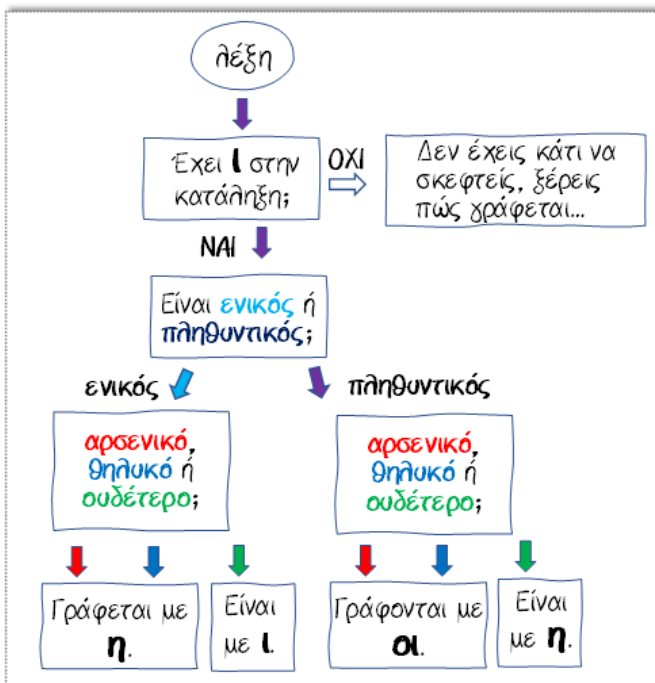 λέξη
Έχει ι στην
κατάληξη;
ΟΧΙ
Δεν έχεις κάτι να
σκεφτείς, ξέρεις
πώς γράφεται...
ΝΑΙ
Είναι ενικός ή
πληθυντικός;
ενικός
πληθυντικός
αρσενικό,
θηλυκό ή
ουδέτερο;
αρσενικό,
θηλυκό ή
ουδέτερο;
Γράφεται με
η.
Είναι
με ι.
Γράφονται με
οι.
Είναι
με η.